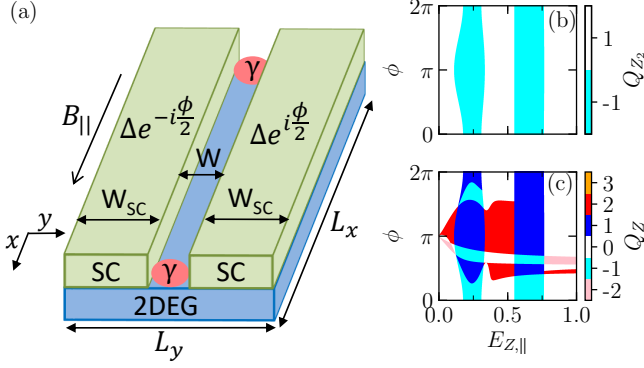 (a)
B||
Δe^{-iϕ/2}
Δe^{iϕ/2}
γ
W
W_SC
W_SC
x
y
SC
γ
SC
2DEG
L_x
L_y
(b)
2π
ϕ
π
0
1
-1
Q_{Z_2}
(c)
2π
ϕ
π
0
0.0
0.5
1.0
E_{Z,||}
3
2
1
0
-1
-2
Q_Z